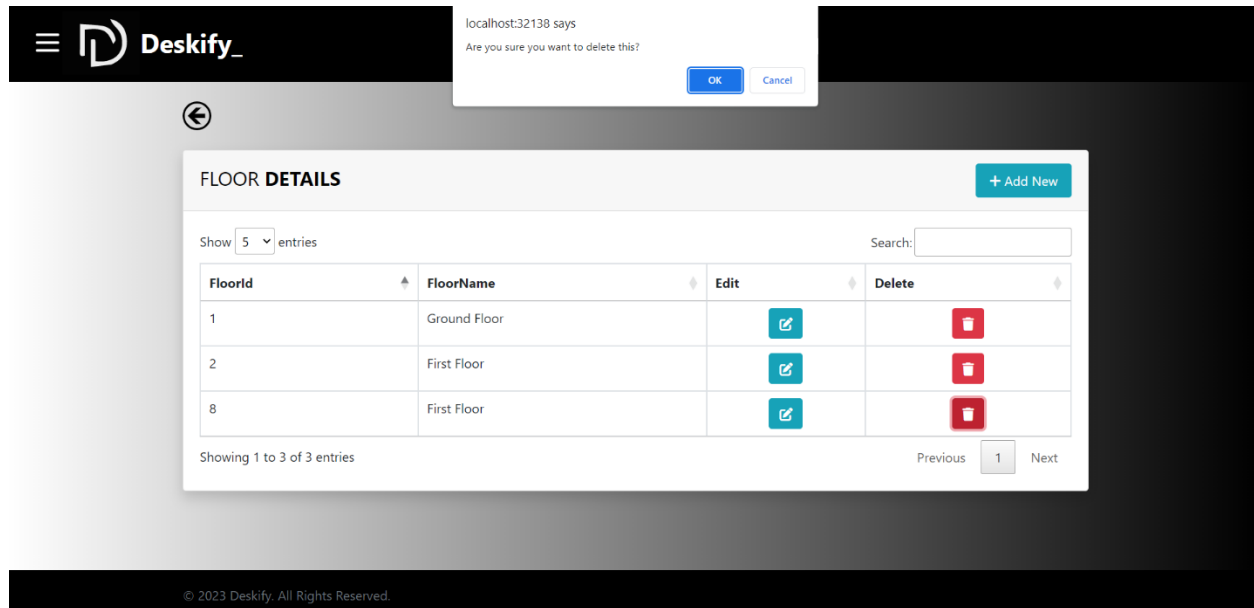 localhost:32138 says
Are you sure you want to delete this?
OK Cancel
Deskify_
FLOOR DETAILS
+ Add New
Show 5 entries
Search:
FloorId FloorName Edit Delete
1 Ground Floor
2 First Floor
8 First Floor
Showing 1 to 3 of 3 entries
Previous 1 Next
© 2023 Deskify. All Rights Reserved.